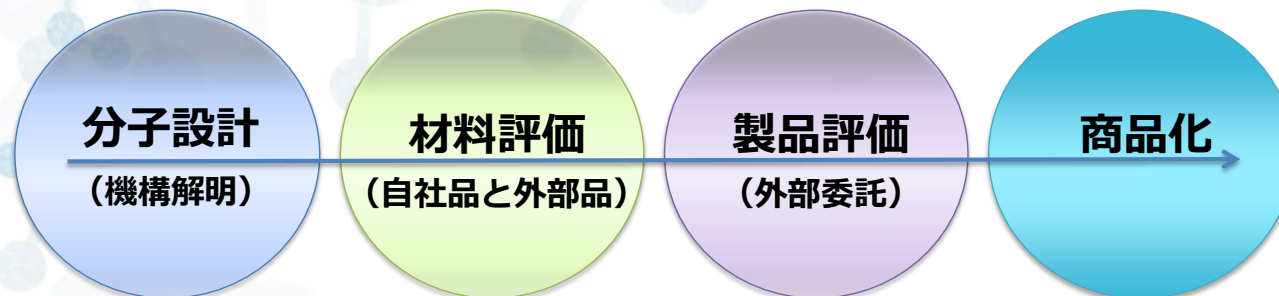 分子設計
（機構解明）
材料評価
（自社品と外部品）
製品評価
（外部委託）
商品化